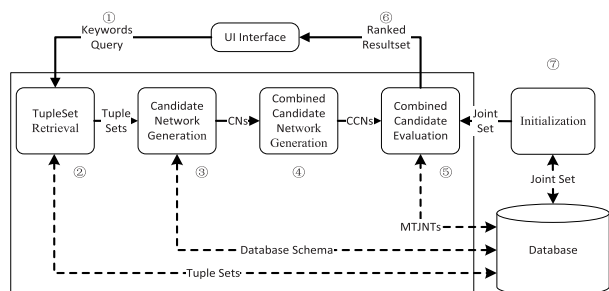 ①
⑥
Keywords
Query
UI Interface
Ranked
Resultset
⑦
TupleSet
Retrieval
Tuple
Sets
Candidate
Network
Generation
CNs
Combined
Candidate
Network
Generation
CCNs
Combined
Candidate
Evaluation
Joint
Set
Initialization
②
③
④
⑤
Joint Set
MTJNTs
Database Schema
Database
Tuple Sets